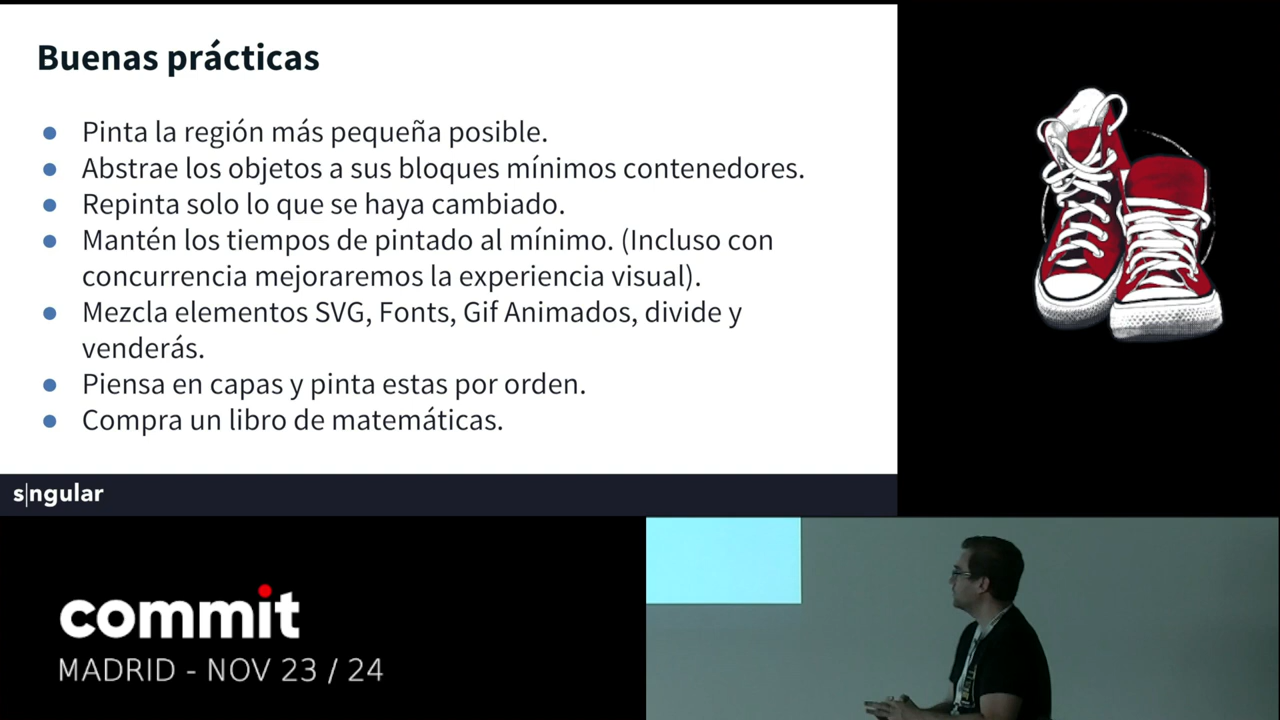 Buenas prácticas
● Pinta la región más pequeña posible.
● Abstrae los objetos a sus bloques mínimos contenedores.
● Repinta solo lo que se haya cambiado.
● Mantén los tiempos de pintado al mínimo. (Incluso con
concurrencia mejoraremos la experiencia visual).
● Mezcla elementos SVG, Fonts, Gif Animados, divide y
venderás.
● Piensa en capas y pinta estas por orden.
● Compra un libro de matemáticas.
s|ngular
commit
MADRID - NOV 23 / 24